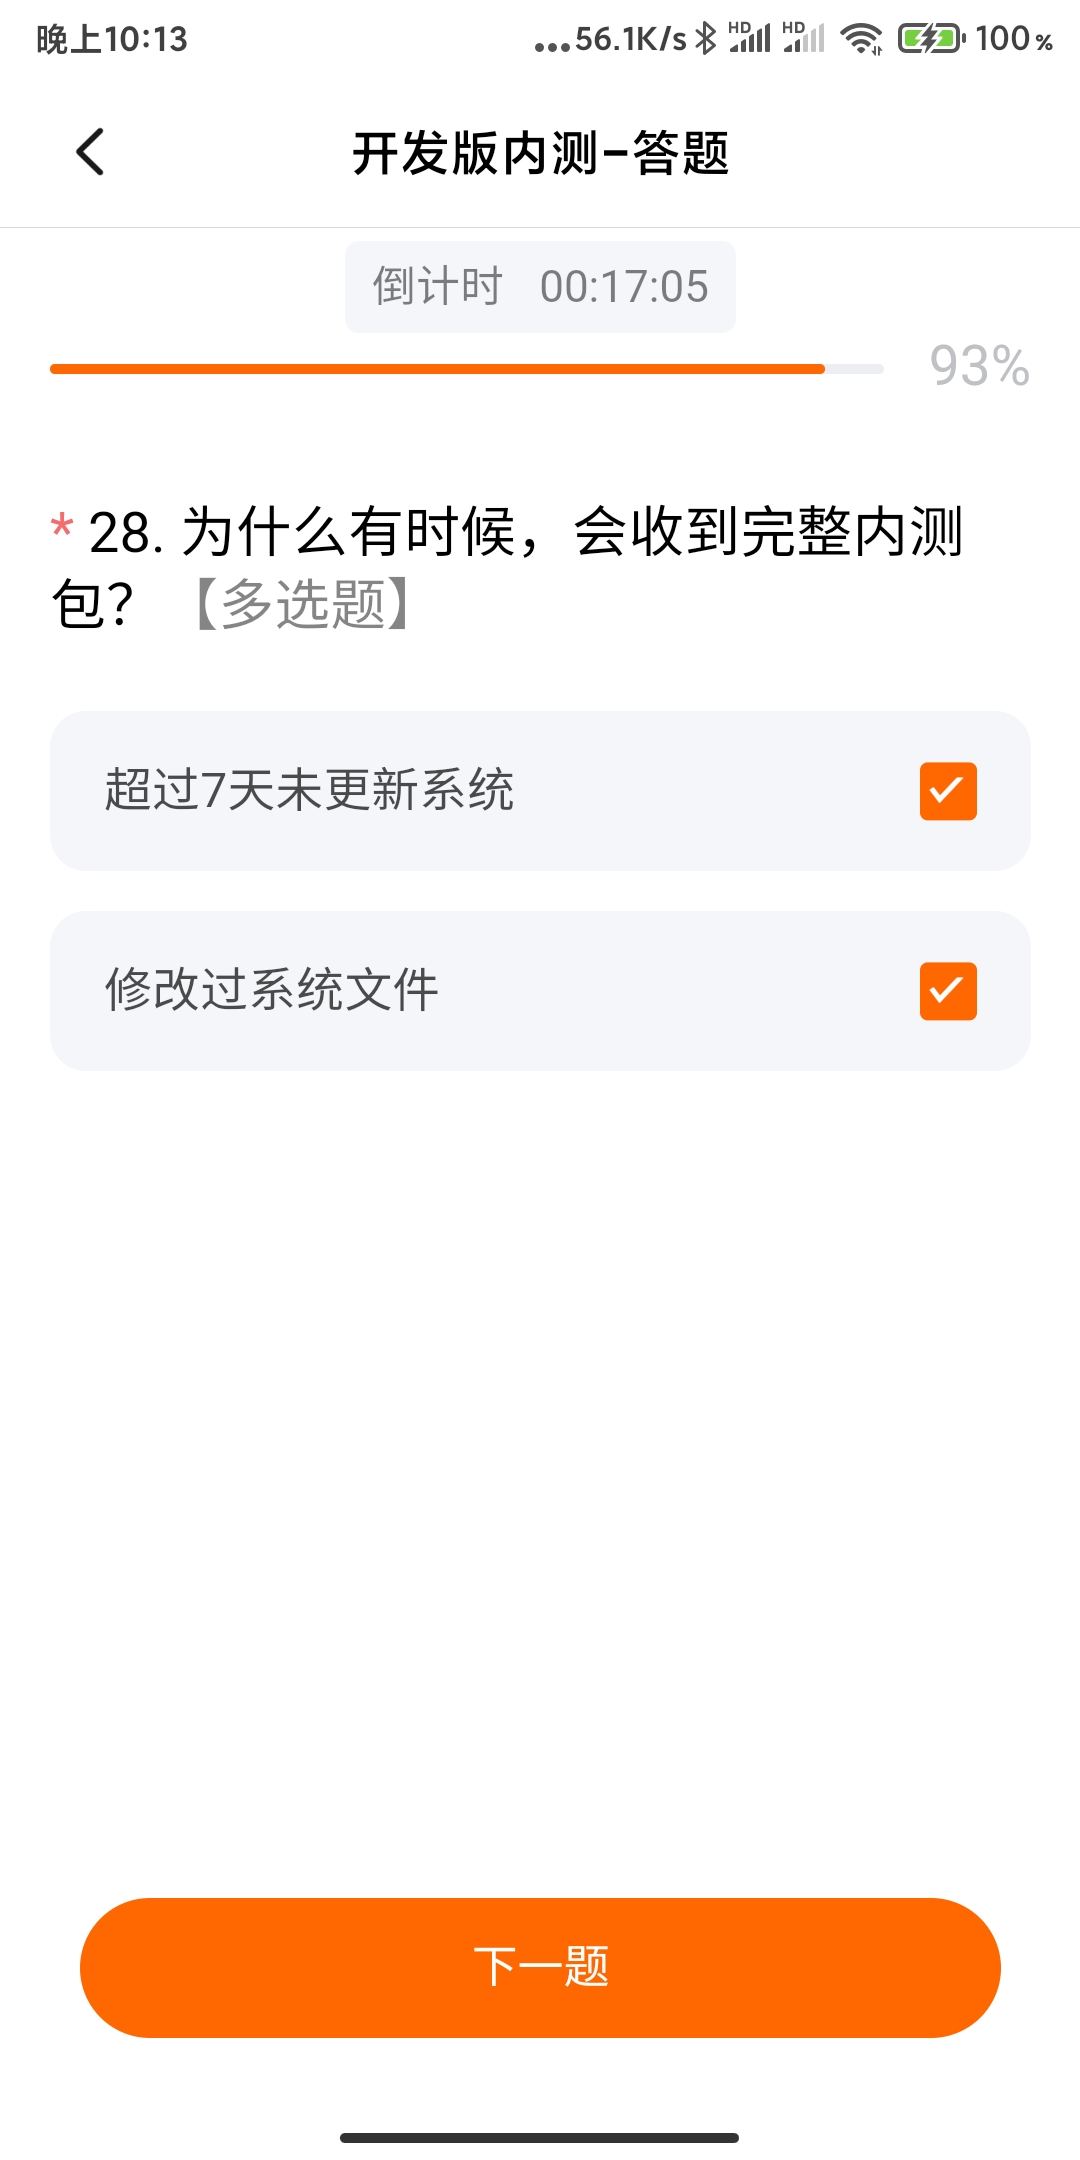 晚上10:13 ...56.1K/s HD HD 100%
开发版内测-答题
倒计时 00:17:05
93%
* 28. 为什么有时候，会收到完整内测
包？ 【多选题】
超过7天未更新系统
修改过系统文件
下一题